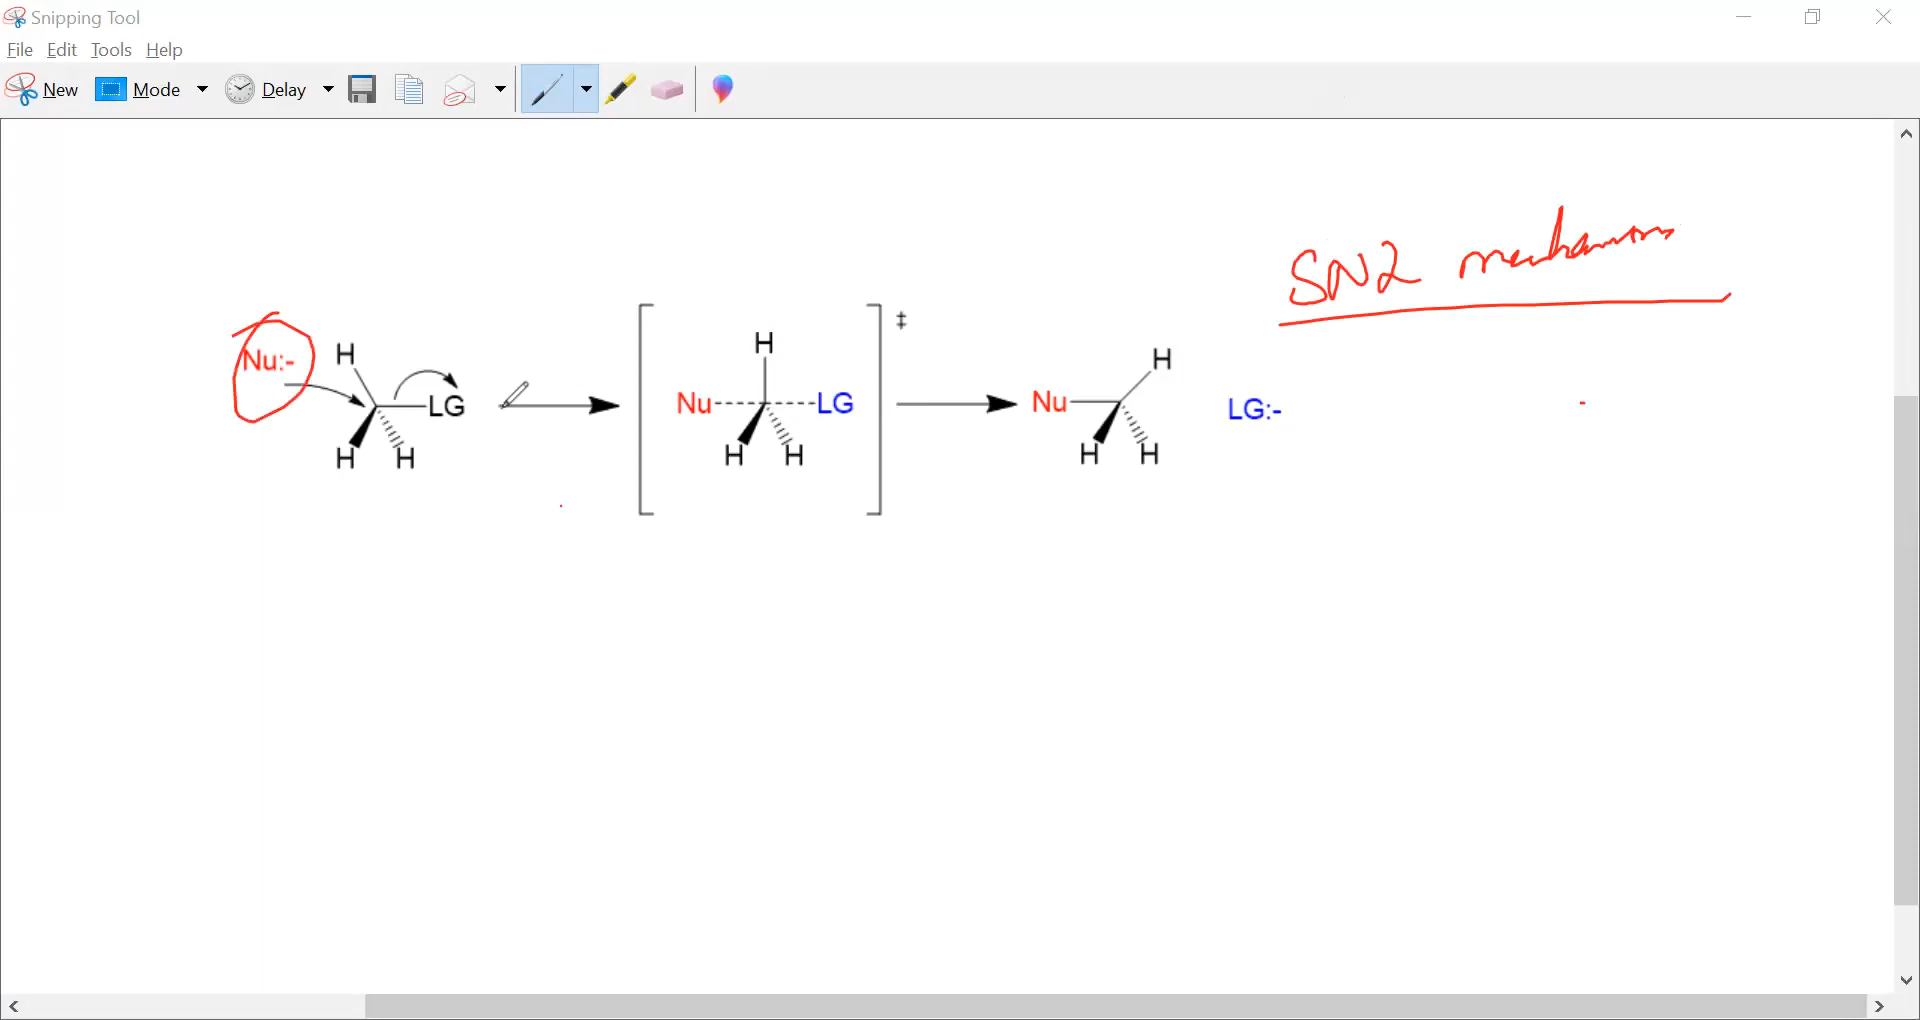 Snipping Tool
File Edit Tools Help
New Mode Delay
SN2 mechanism
Nu:- H LG H H
H Nu LG H H ‡
Nu H H H LG:-